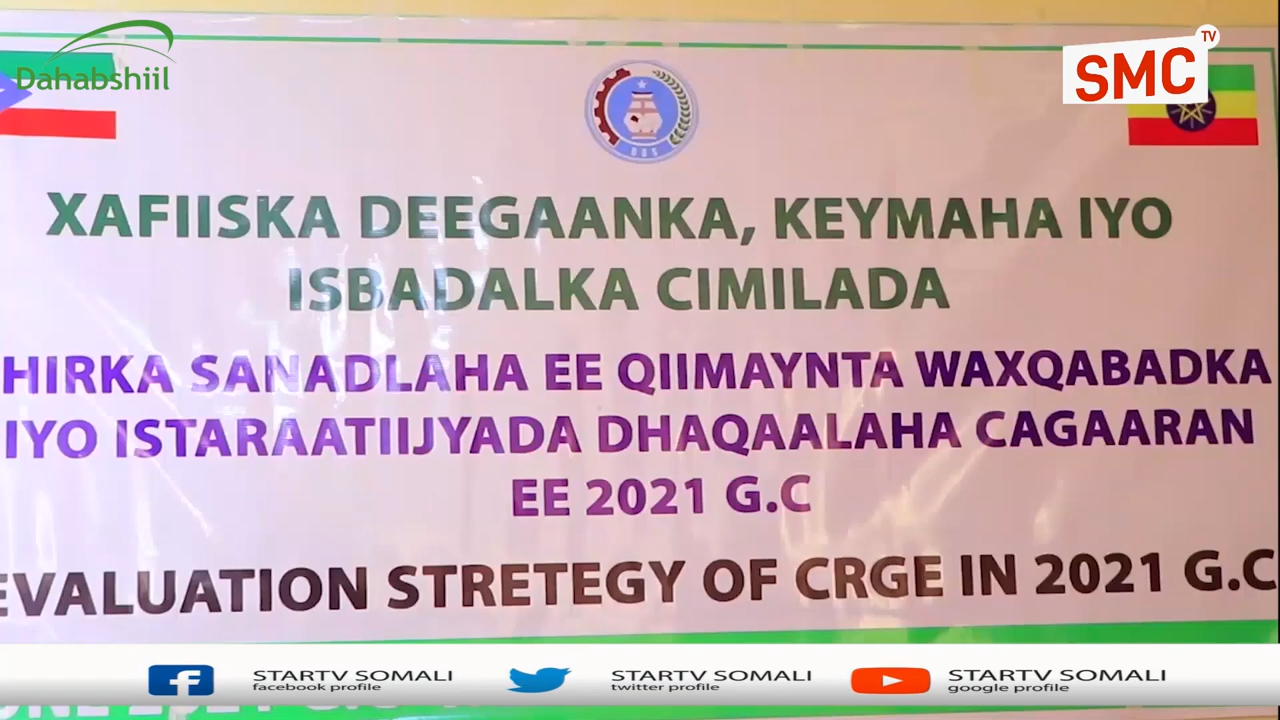 Dahabshiil
SMC TV
DDS
XAFIISKA DEEGAANKA, KEYMAHA IYO
ISBADALKA CIMILADA
HIRKA SANADLAHA EE QIIMAYNTA WAXQABADKA
IYO ISTARAATIIJYADA DHAQAALAHA CAGAARAN
EE 2021 G.C
EVALUATION STRETEGY OF CRGE IN 2021 G.C
STARTV SOMALI
facebook profile
STARTV SOMALI
twitter profile
STARTV SOMALI
google profile